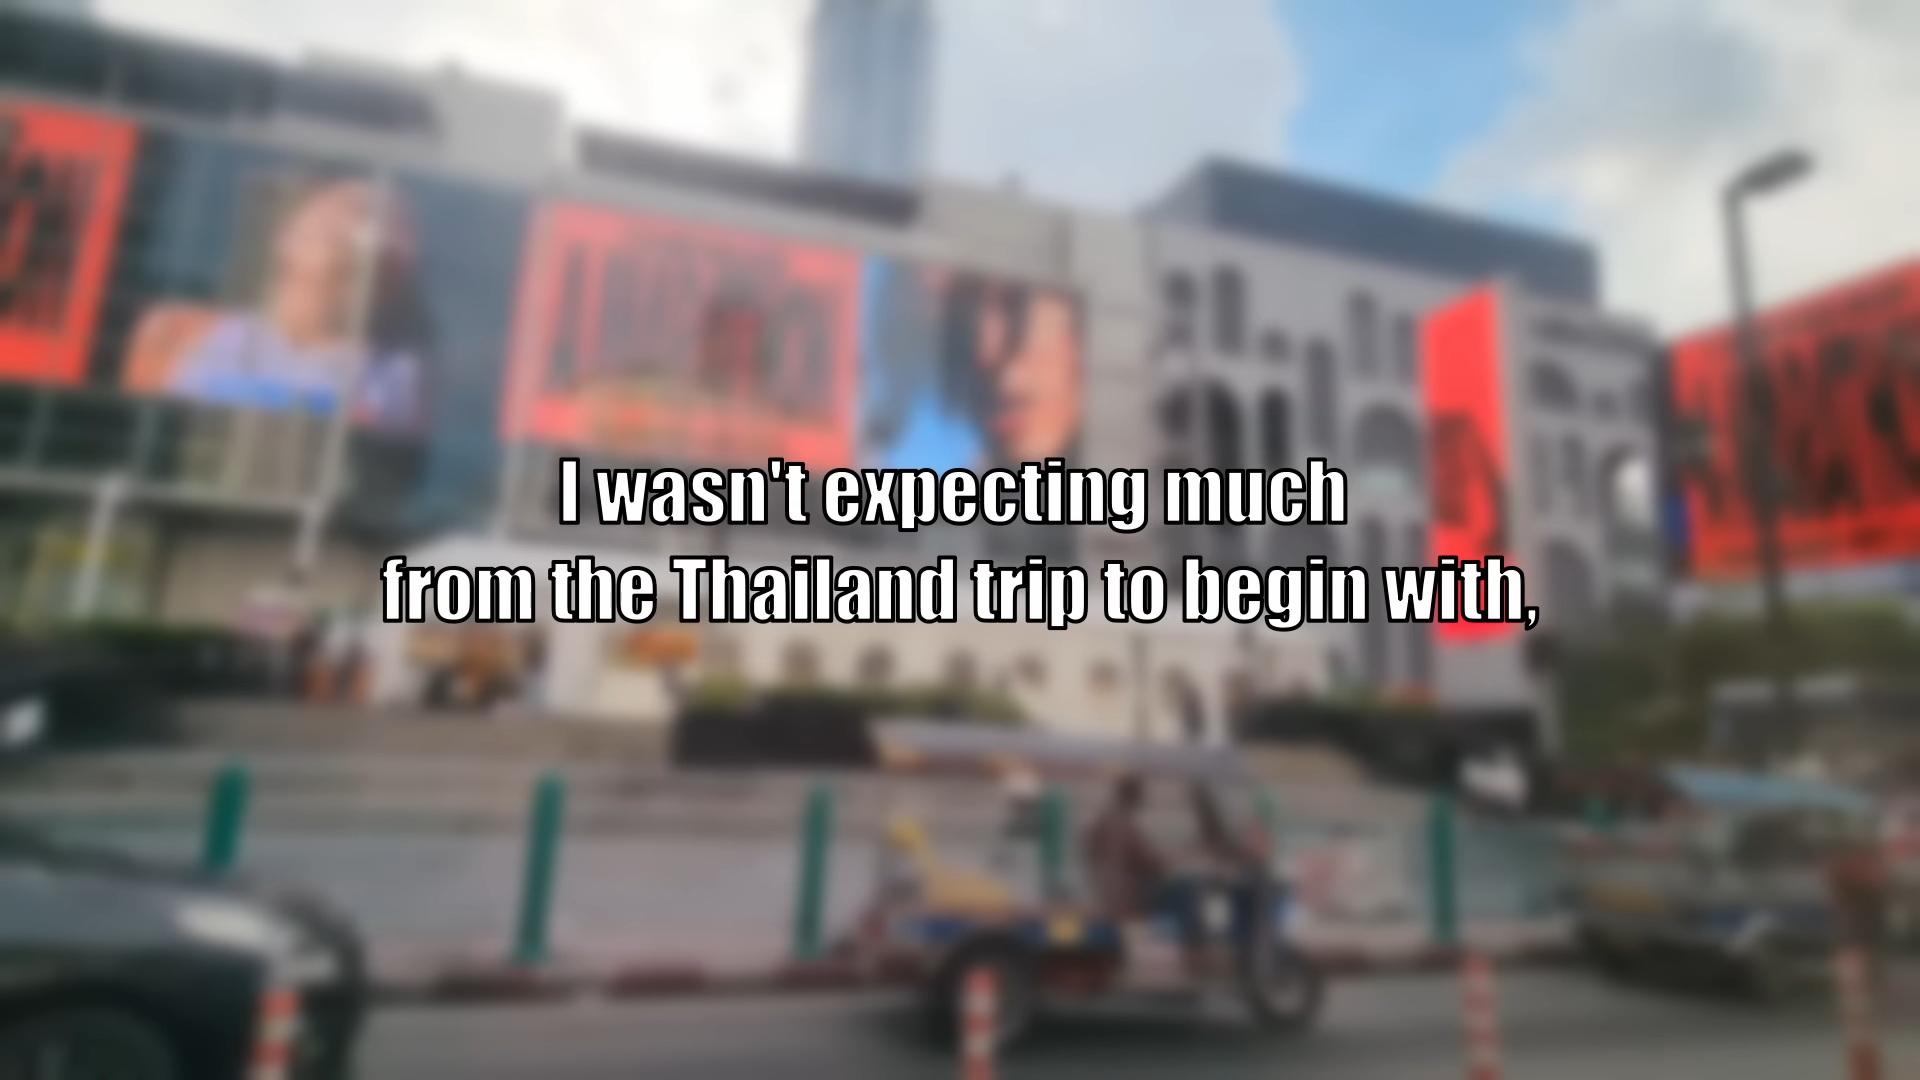 I wasn't expecting much
from the Thailand trip to begin with,